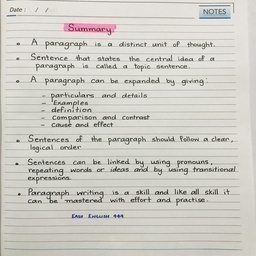 Date : / /
NOTES
Summary
A paragraph is a distinct unit of thought.
Sentence that states the central idea of a
paragraph is called a topic sentence.
A paragraph can be expanded by giving:
- particulars and details
- Examples
- definition
- comparison and contrast
- cause and effect
Sentences of the paragraph should follow a clear,
logical order
Sentences can be linked by using pronouns,
repeating words or ideas and by using transitional
expressions.
Paragraph writing is a skill and like all skill it
can be mastered with effort and practise.
EASY ENGLISH